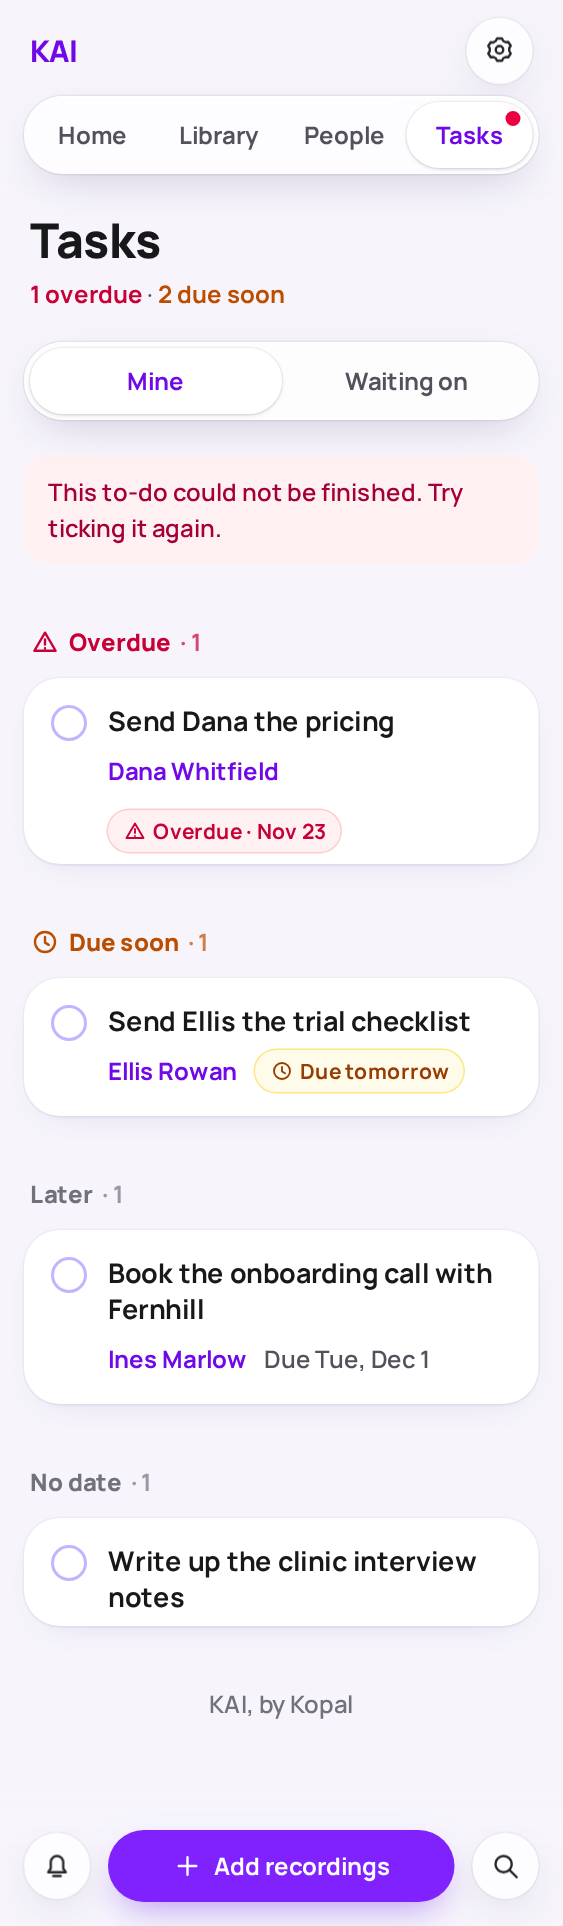 KAI
Home Library People Tasks
Tasks
1 overdue · 2 due soon
Mine Waiting on
This to-do could not be finished. Try
ticking it again.
Overdue · 1
Send Dana the pricing
Dana Whitfield
Overdue · Nov 23
Due soon · 1
Send Ellis the trial checklist
Ellis Rowan Due tomorrow
Later · 1
Book the onboarding call with
Fernhill
Ines Marlow Due Tue, Dec 1
No date · 1
Write up the clinic interview
notes
KAI, by Kopal
Add recordings